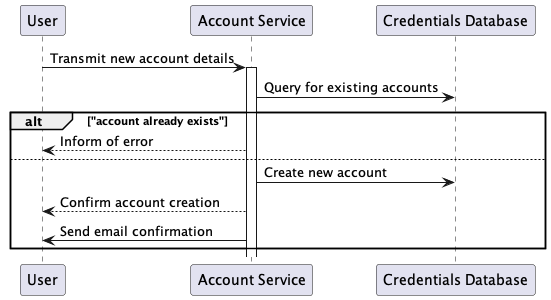 User Account Service Credentials Database
Transmit new account details
Query for existing accounts
alt ["account already exists"]
Inform of error
Create new account
Confirm account creation
Send email confirmation
User Account Service Credentials Database